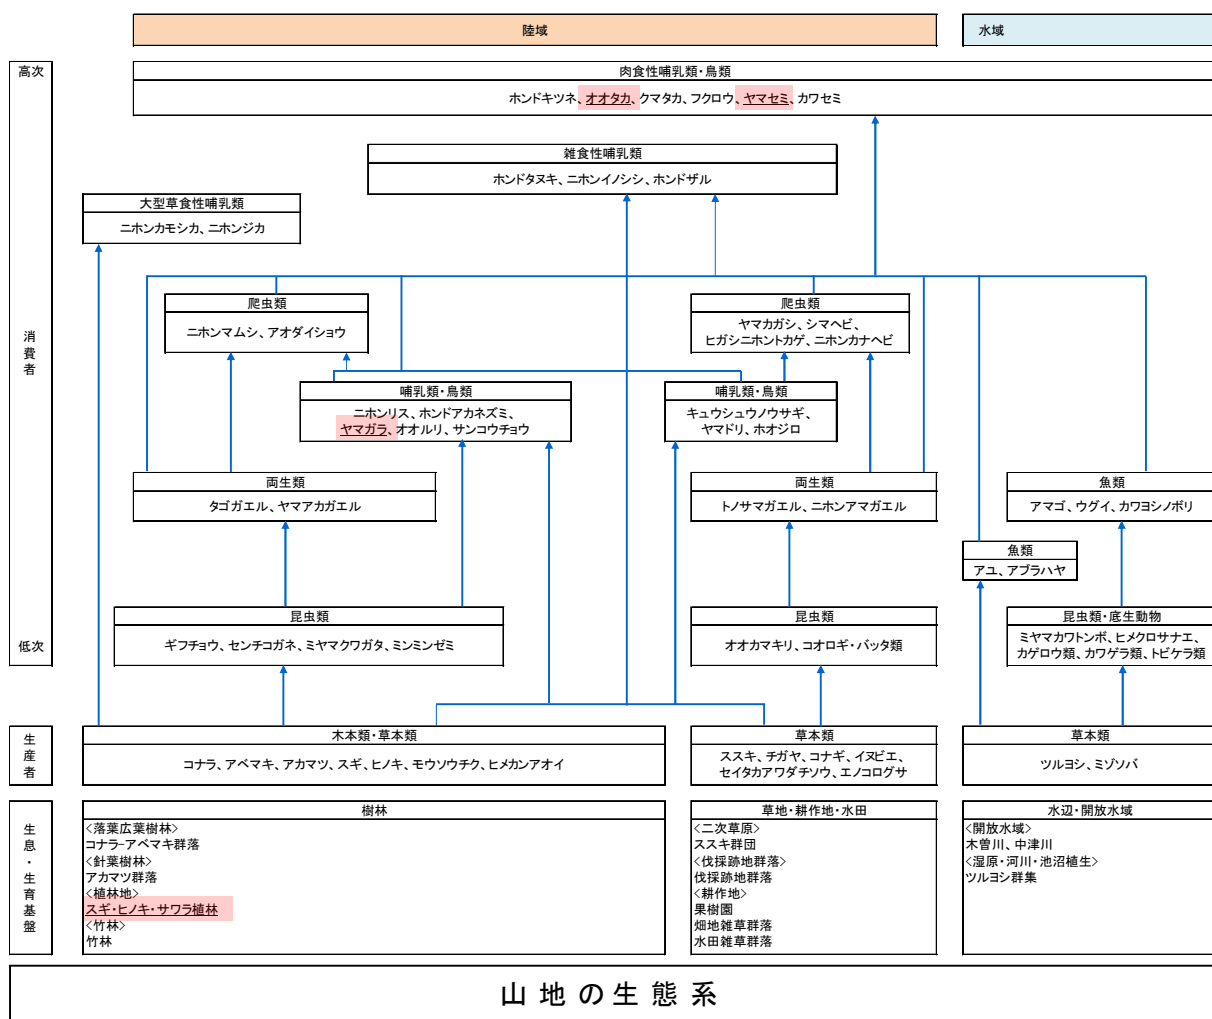 陸域
水域
高次
肉食性哺乳類・鳥類
ホンドキツネ、オオタカ、クマタカ、フクロウ、ヤマセミ、カワセミ
雑食性哺乳類
ホンドタヌキ、ニホンイノシシ、ホンドザル
大型草食性哺乳類
ニホンカモシカ、ニホンジカ
消費者
爬虫類
ニホンマムシ、アオダイショウ
爬虫類
ヤマカガシ、シマヘビ、
ヒガシニホントカゲ、ニホンカナヘビ
哺乳類・鳥類
ニホンリス、ホンドアカネズミ、
ヤマガラ、オオルリ、サンコウチョウ
哺乳類・鳥類
キュウシュウノウサギ、
ヤマドリ、ホオジロ
両生類
タゴガエル、ヤマアカガエル
両生類
トノサマガエル、ニホンアマガエル
魚類
アマゴ、ウグイ、カワヨシノボリ
魚類
アユ、アブラハヤ
低次
昆虫類
ギフチョウ、センチコガネ、ミヤマクワガタ、ミンミンゼミ
昆虫類
オオカマキリ、コオロギ・バッタ類
昆虫類・底生動物
ミヤマカワトンボ、ヒメクロサナエ、
カゲロウ類、カワゲラ類、トビケラ類
生産者
木本類・草本類
コナラ、アベマキ、アカマツ、スギ、ヒノキ、モウソウチク、ヒメカンアオイ
草本類
ススキ、チガヤ、コナギ、イヌビエ、
セイタカアワダチソウ、エノコログサ
草本類
ツルヨシ、ミゾソバ
生息・生育基盤
樹林
<落葉広葉樹林>
コナラ-アベマキ群落
<針葉樹林>
アカマツ群落
<植林地>
スギ・ヒノキ・サワラ植林
<竹林>
竹林
草地・耕作地・水田
<二次草原>
ススキ群団
<伐採跡地群落>
伐採跡地群落
<耕作地>
果樹園
畑地雑草群落
水田雑草群落
水辺・開放水域
<開放水域>
木曽川、中津川
<湿原・河川・池沼植生>
ツルヨシ群集
山地の生態系